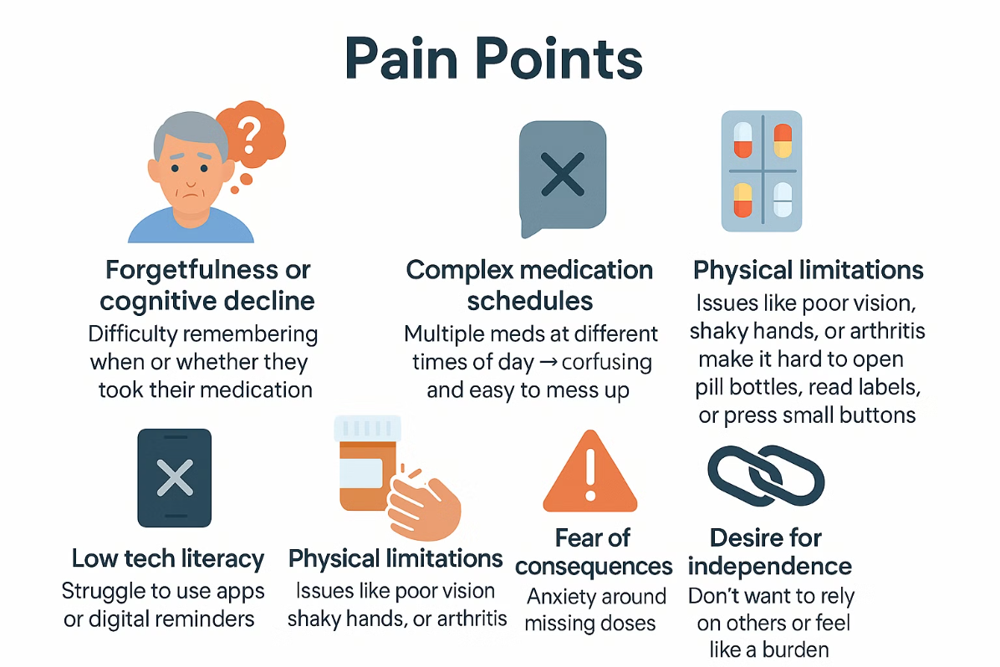 Pain Points
?
Forgetfulness or
cognitive decline
Difficulty remembering
when or whether they
took their medication
Complex medication
schedules
Multiple meds at different
times of day → corfusing
and easy to mess up
Physical limitations
Issues like poor vision,
shaky hands, or arthritis
make it hard to open
pill bottles, read labels,
or press small buttons
Low tech literacy
Struggle to use apps
or digital reminders
Physical limitations
Issues like poor vision
shaky hands, or arthritis
Fear of
consequences
Anxiety around
missing doses
Desire for
independence
Don't want to rely
on others or feel
like a burden